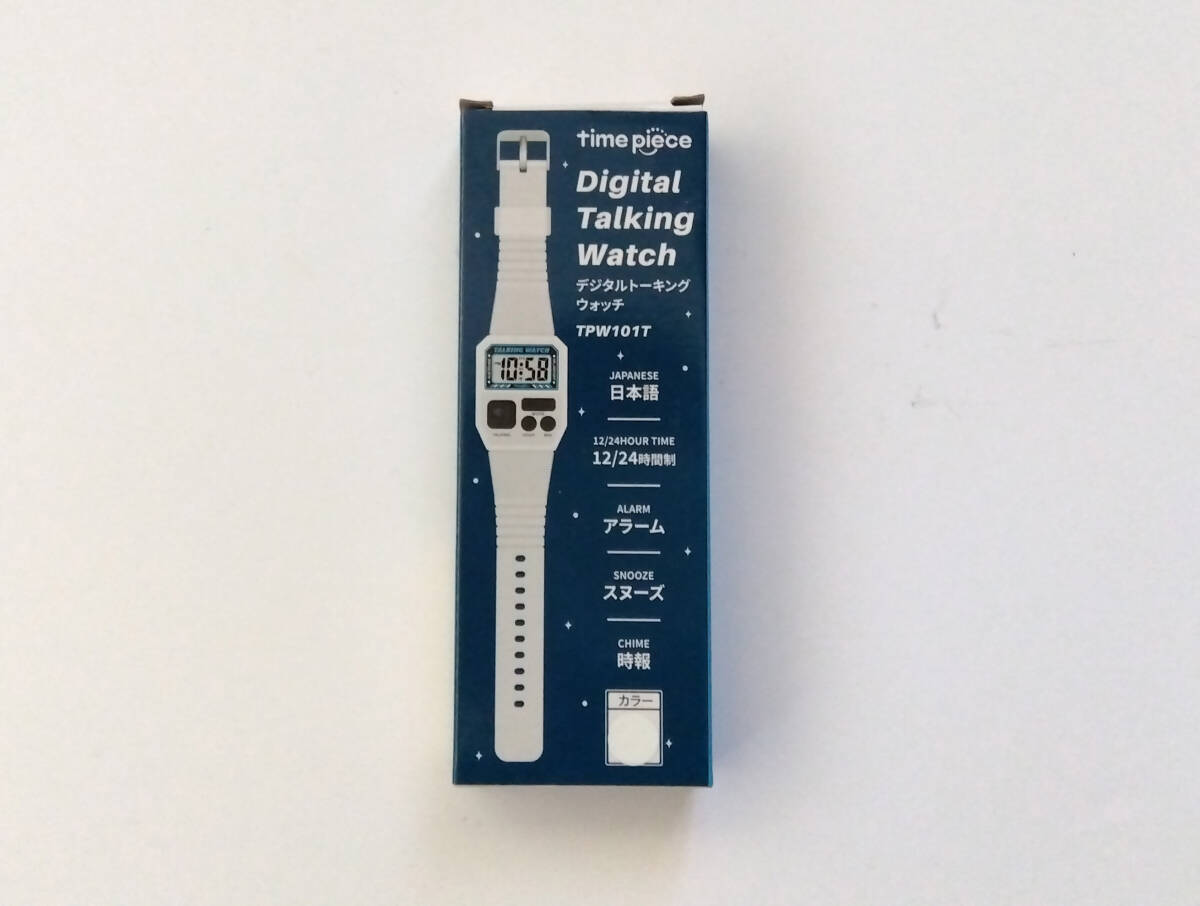 time piece
Digital
Talking
Watch
デジタルトーキング
ウォッチ
TPW101T
TALKING WATCH
10:58
JAPANESE
日本語
12/24HOUR TIME
12/24時間制
ALARM
アラーム
SNOOZE
スヌーズ
CHIME
時報
カラー